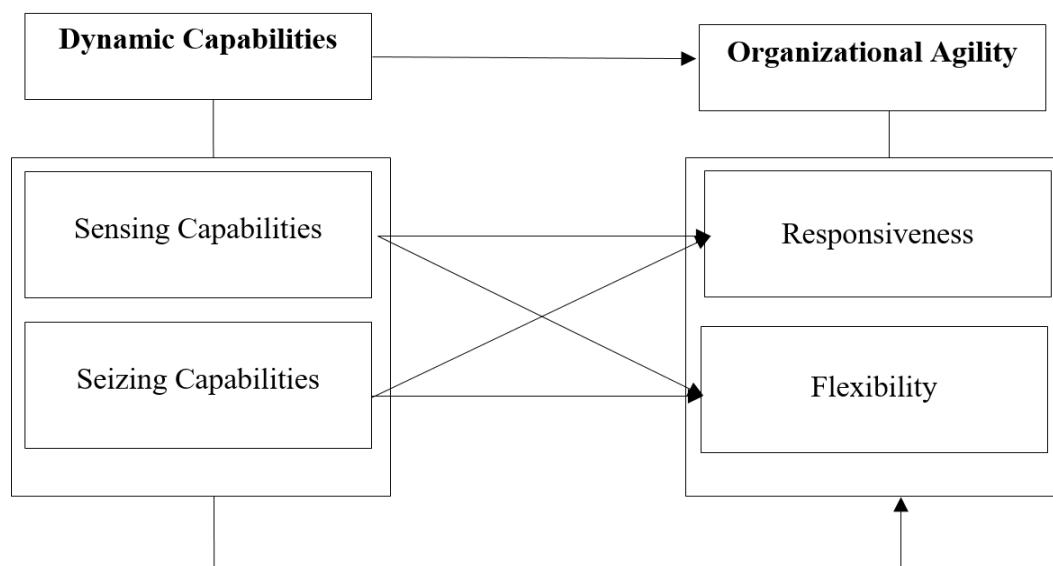 Dynamic Capabilities
Organizational Agility
Sensing Capabilities
Responsiveness
Seizing Capabilities
Flexibility